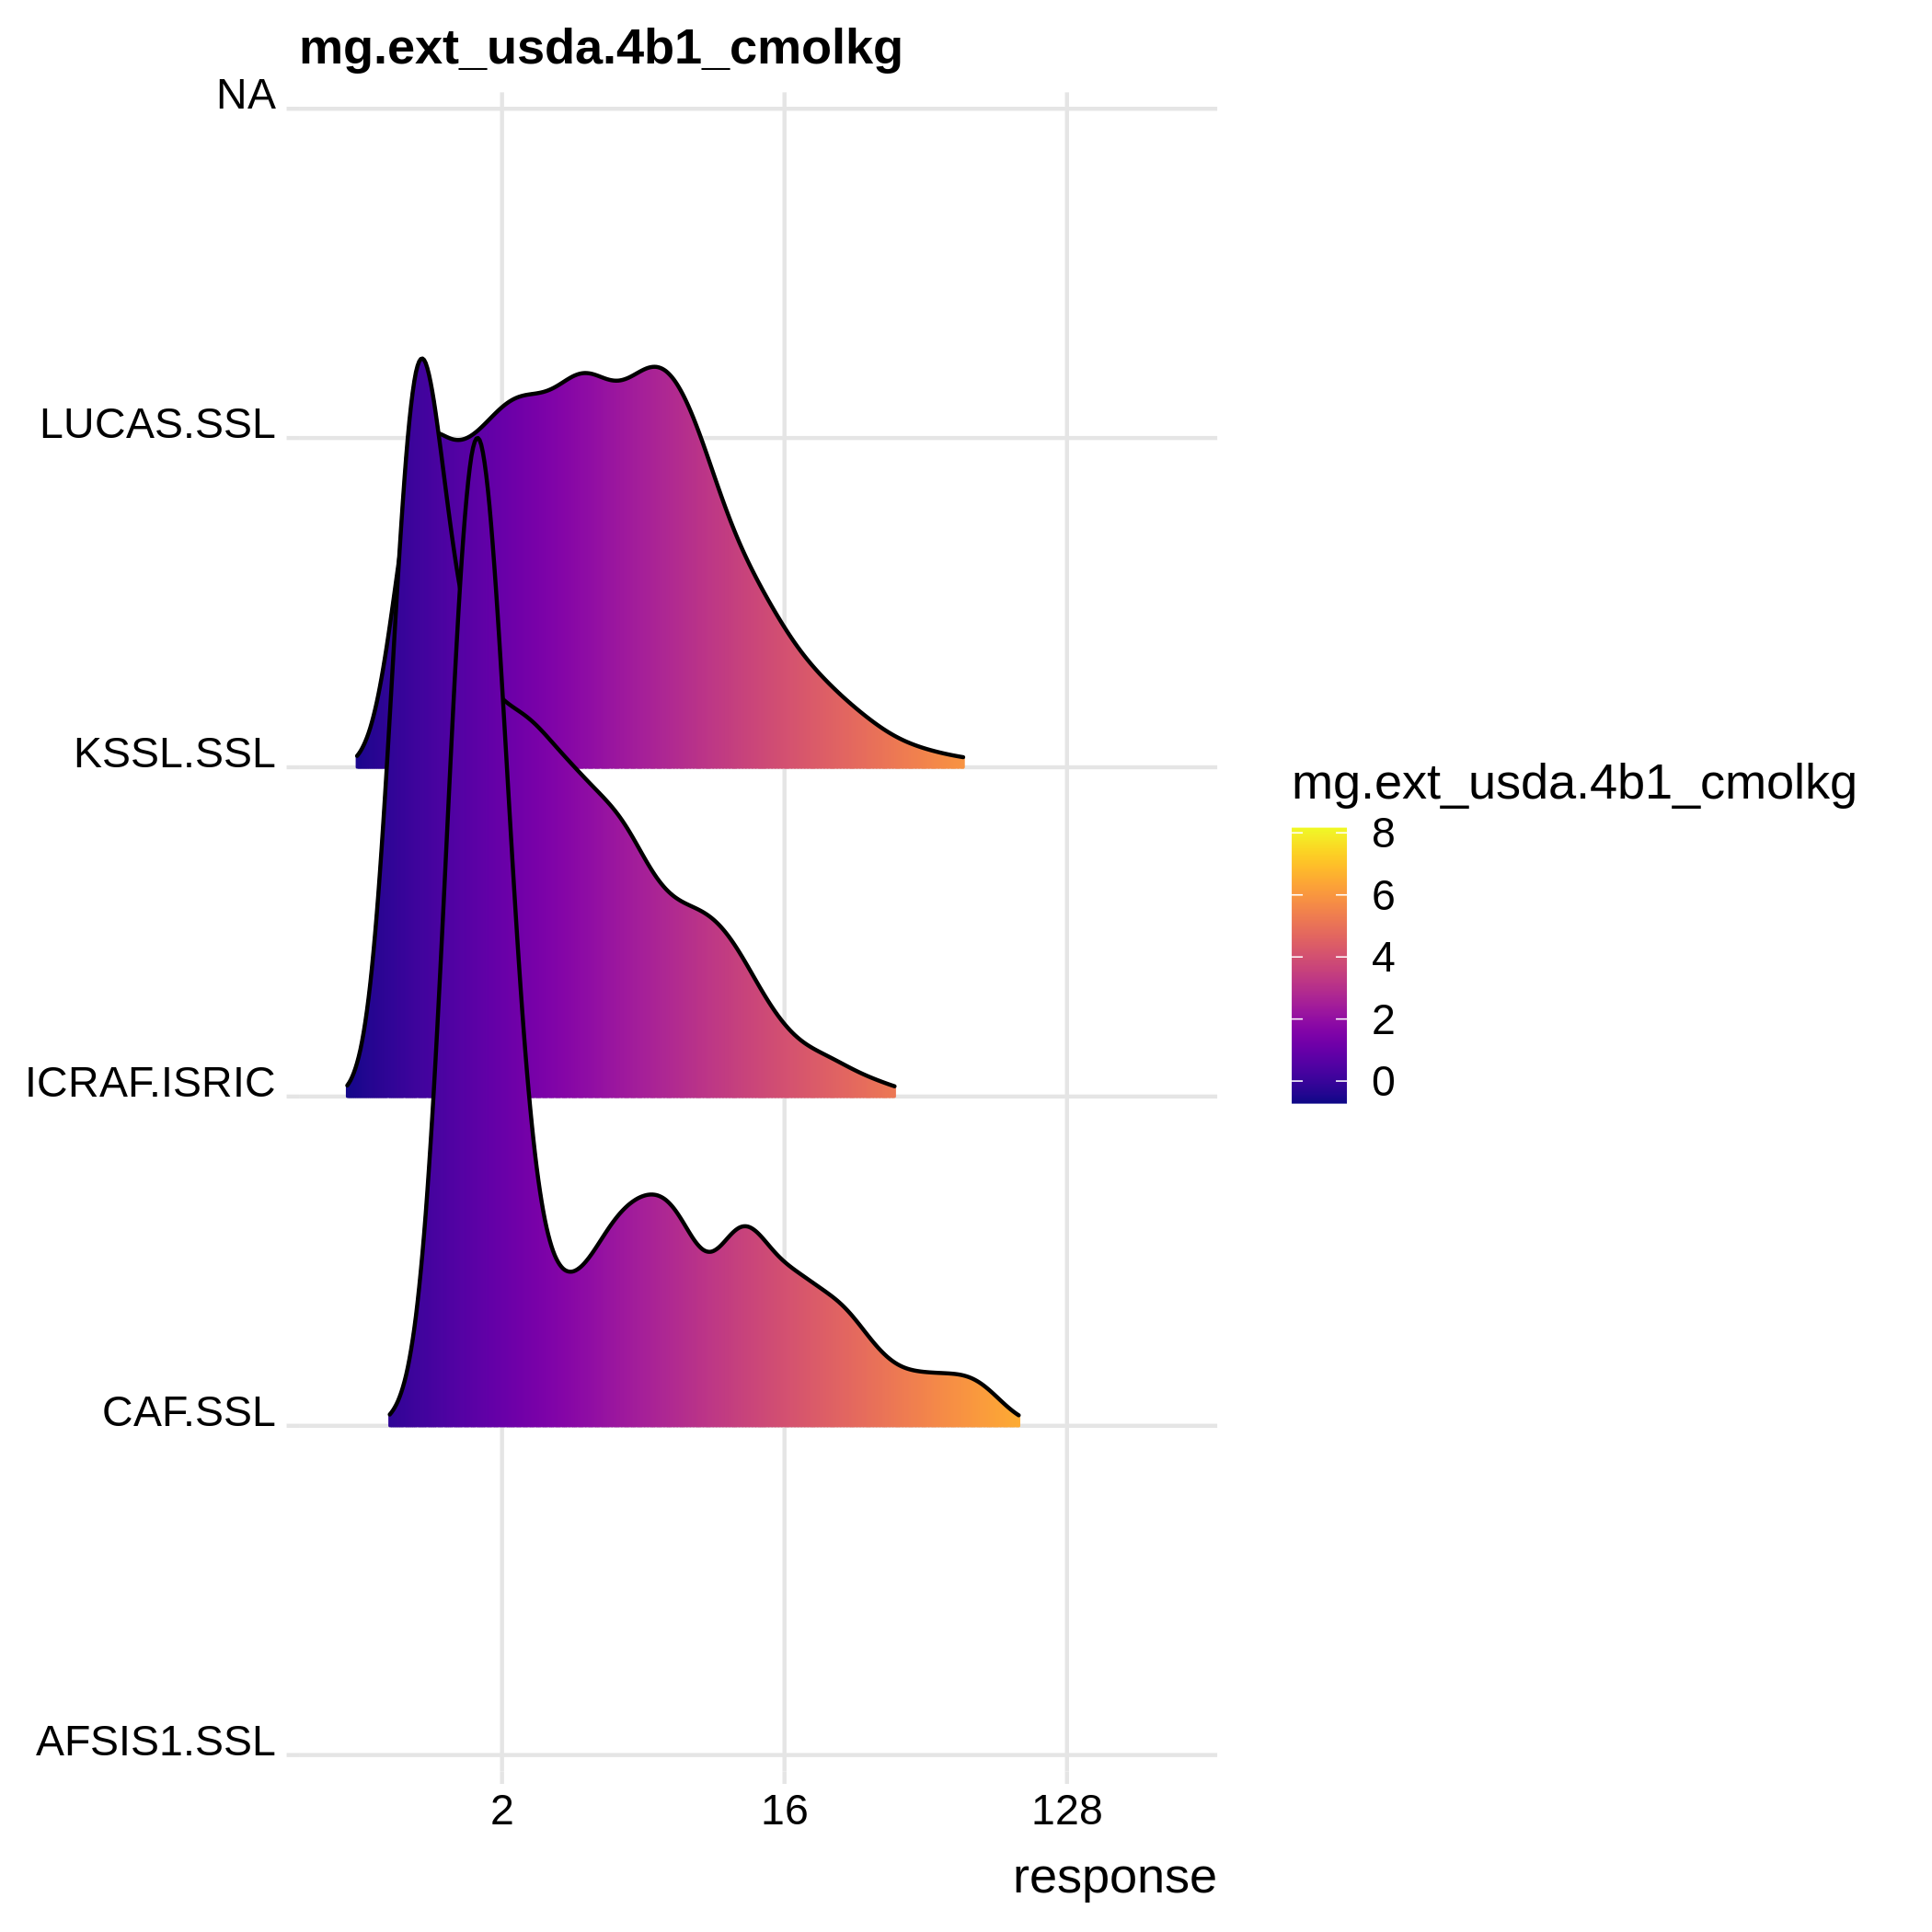 mg.ext_usda.4b1_cmolkg
NA
LUCAS.SSL
KSSL.SSL
ICRAF.ISRIC
CAF.SSL
AFSIS1.SSL
2 16 128
response
mg.ext_usda.4b1_cmolkg
8
6
4
2
0